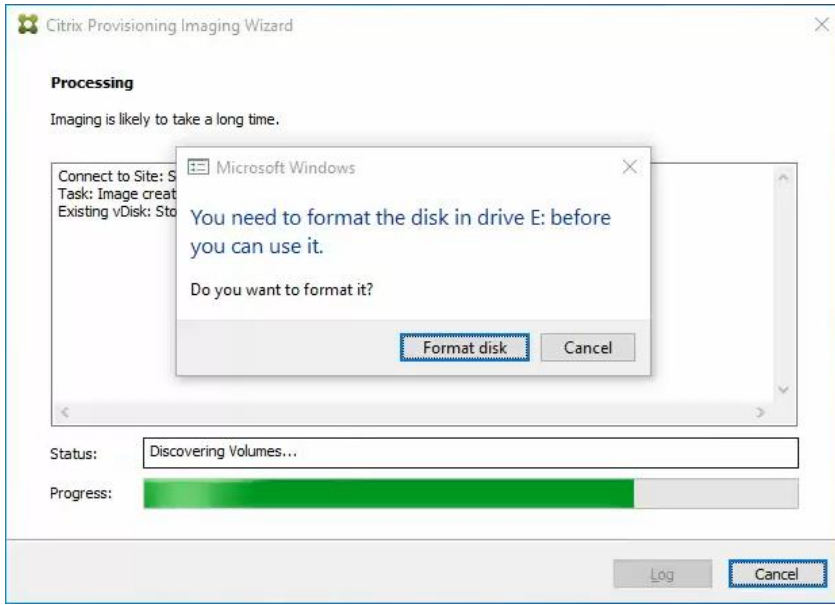 Citrix Provisioning Imaging Wizard
Processing
Imaging is likely to take a long time.
Connect to Site: S
Task: Image creat
Existing vDisk: Sto
Microsoft Windows
You need to format the disk in drive E: before
you can use it.
Do you want to format it?
Format disk
Cancel
Status:
Discovering Volumes...
Progress:
Log
Cancel